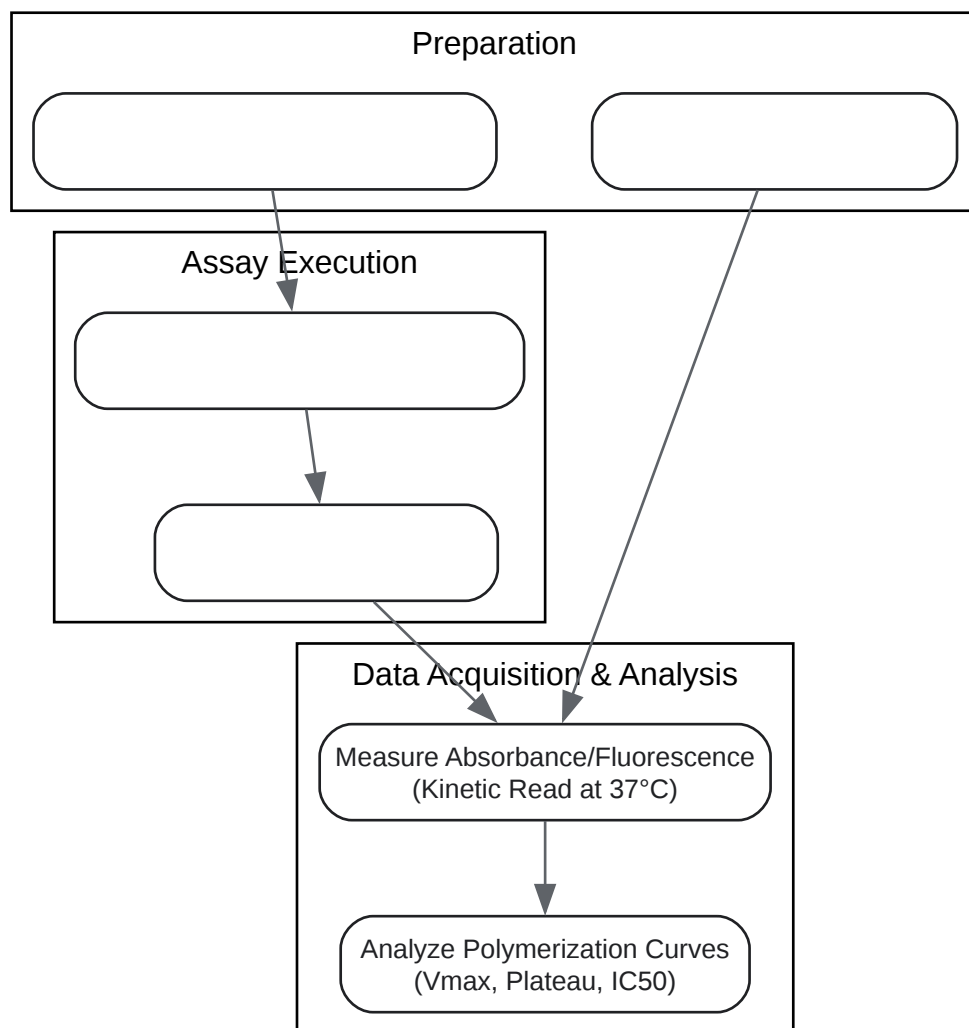 Preparation
Assay Execution
Data Acquisition & Analysis
Measure Absorbance/Fluorescence
(Kinetic Read at 37°C)
Analyze Polymerization Curves
(Vmax, Plateau, IC50)